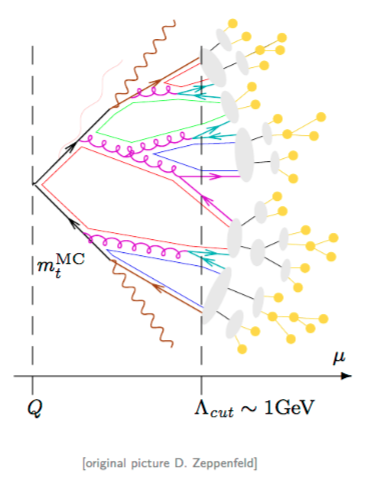 m_t^MC
μ
Q
Λ_cut ∼ 1GeV
[original picture D. Zeppenfeld]